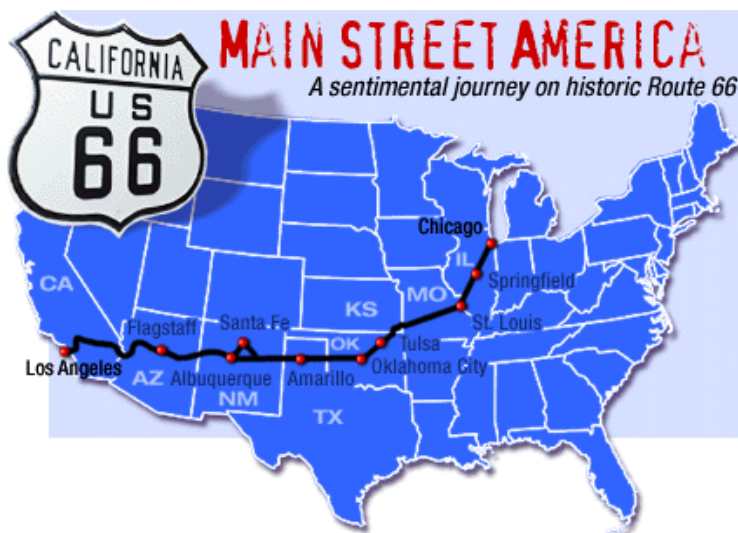 CALIFORNIA
US
66
MAIN STREET AMERICA
A sentimental journey on historic Route 66
Chicago
IL
Springfield
CA
MO
KS
St. Louis
Flagstaff
Santa Fe
OK
Tulsa
Los Angeles
AZ
Albuquerque
Amarillo
Oklahoma City
NM
TX